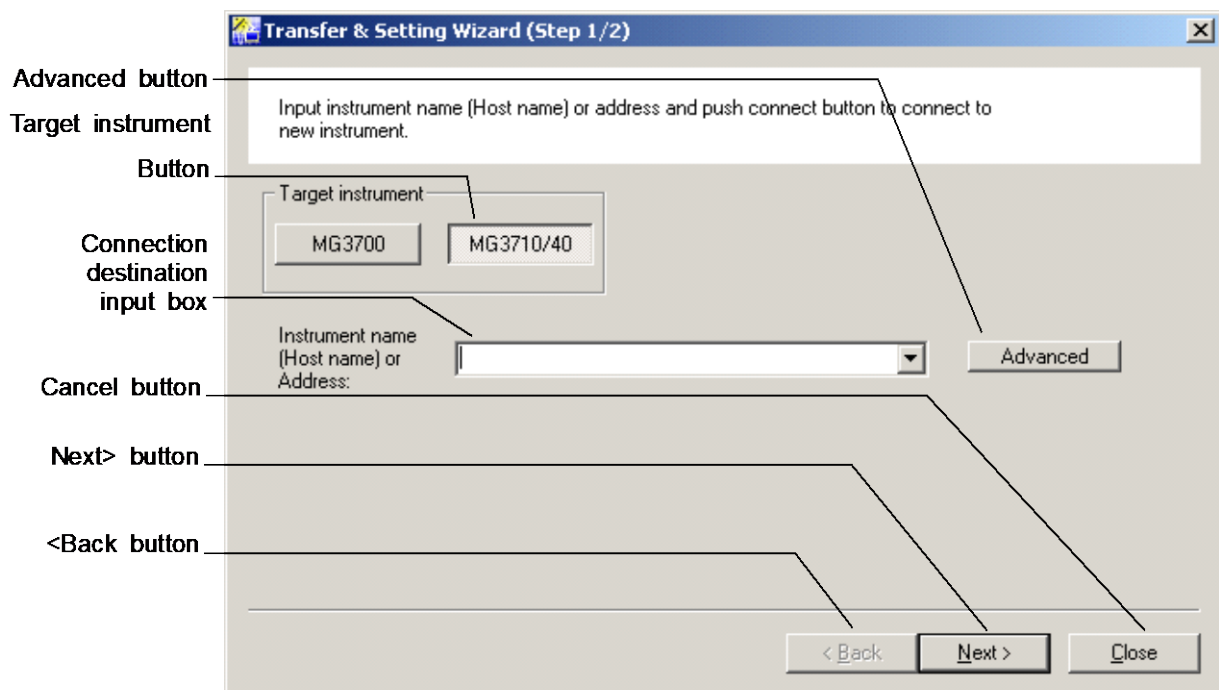 Transfer & Setting Wizard (Step 1/2)
Advanced button
Input instrument name (Host name) or address and push connect button to connect to
new instrument.
Target instrument
Button
Target instrument
MG3700
MG3710/40
Connection
destination
input box
Instrument name
(Host name) or
Address:
Advanced
Cancel button
Next> button
<Back button
< Back
Next >
Close